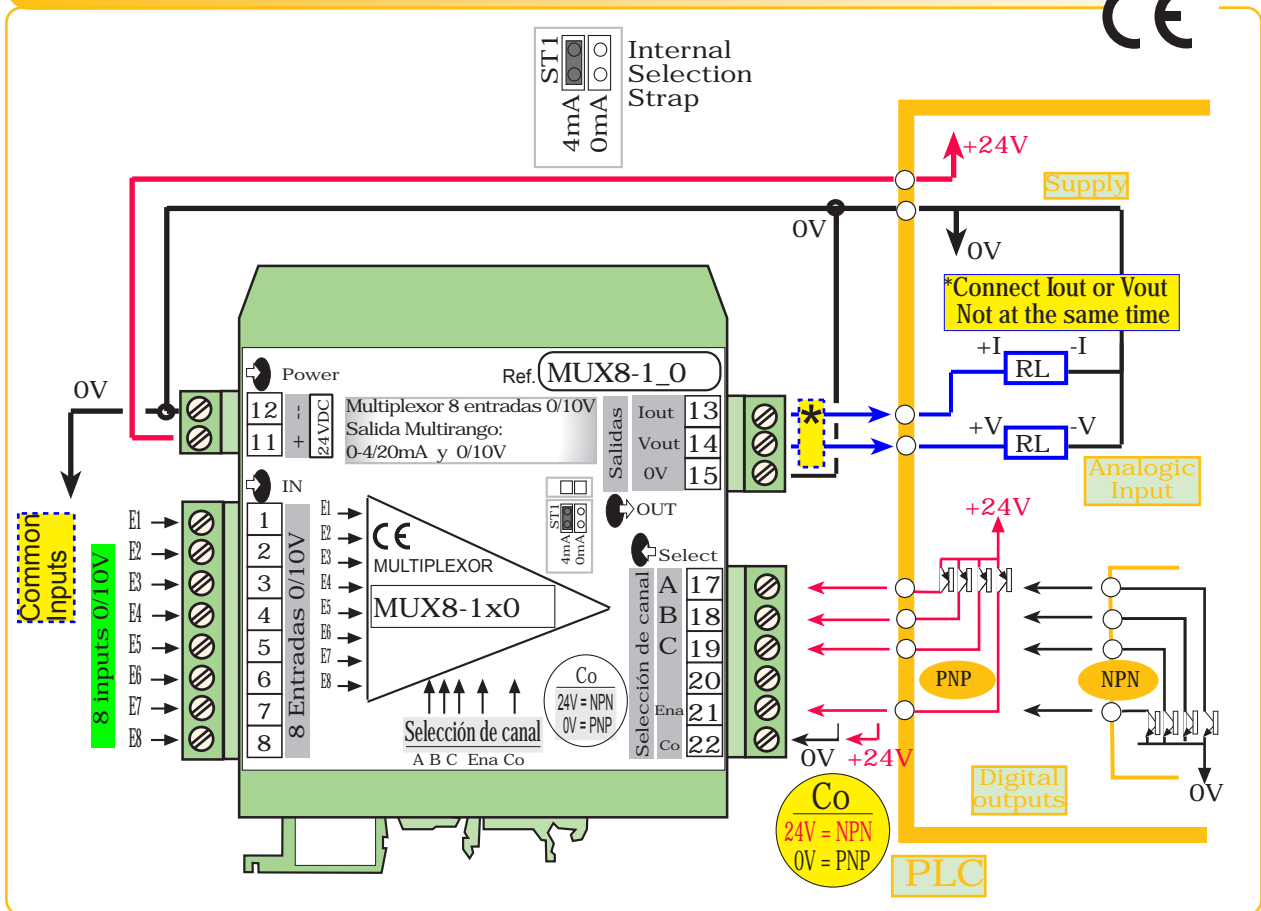 CE
ST1
4mA
0mA
Internal
Selection
Strap
+24V
Supply
0V
0V
*Connect Iout or Vout
Not at the same time
+I
-I
RL
+V
-V
RL
Analogic
Input
0V
Common
Inputs
8 inputs 0/10V
E1
E2
E3
E4
E5
E6
E7
E8
Power
Ref. MUX8-1_0
12
--
11
+
24VDC
Multiplexor 8 entradas 0/10V
Salida Multirango:
0-4/20mA y 0/10V
Salidas
Iout 13
Vout 14
0V 15
*
IN
OUT
1
2
3
4
5
6
7
8
8 Entradas 0/10V
E1
E2
E3
E4
E5
E6
E7
E8
CE
MULTIPLEXOR
MUX8-1x0
ST1
4mA
0mA
Select
Selección de canal
A 17
B 18
C 19
20
Ena 21
Co 22
Co
24V = NPN
0V = PNP
Selección de canal
A B C Ena Co
+24V
PNP
NPN
0V
+24V
Digital
outputs
0V
Co
24V = NPN
0V = PNP
PLC